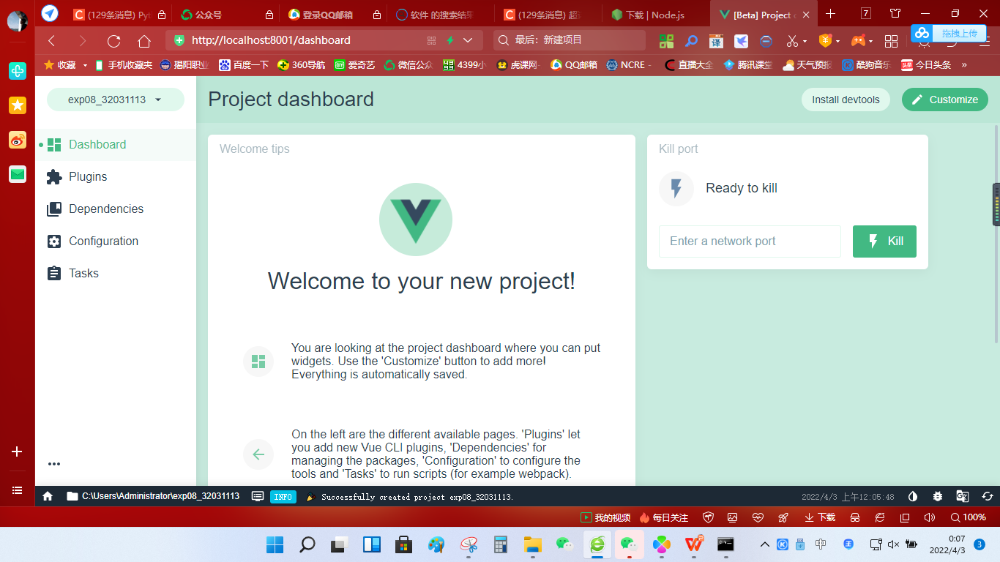 (129条消息) Pyt
公众号
登录QQ邮箱
软件 的搜索结果
(129条消息) 超
下载 | Node.js
[Beta] Project
7
http://localhost:8001/dashboard
最后: 新建项目
译
拖拽上传
收藏
手机收藏夹
揭阳职业
百度一下
360导航
爱奇艺
微信公众
4399小
虎课网-
QQ邮箱
NCRE -
直播大全
腾讯课堂
天气预报
酷狗音乐
头条
今日头条
»
exp08_32031113
Project dashboard
Install devtools
Customize
Dashboard
Plugins
Dependencies
Configuration
Tasks
Welcome tips
Welcome to your new project!
You are looking at the project dashboard where you can put
widgets. Use the 'Customize' button to add more!
Everything is automatically saved.
On the left are the different available pages. 'Plugins' let
you add new Vue CLI plugins, 'Dependencies' for
managing the packages, 'Configuration' to configure the
tools and 'Tasks' to run scripts (for example webpack).
Kill port
Ready to kill
Enter a network port
Kill
C:\Users\Administrator\exp08_32031113
INFO
Successfully created project exp08_32031113.
2022/4/3 上午12:05:48
我的视频
每日关注
下载
100%
中
0:07
2022/4/3
3